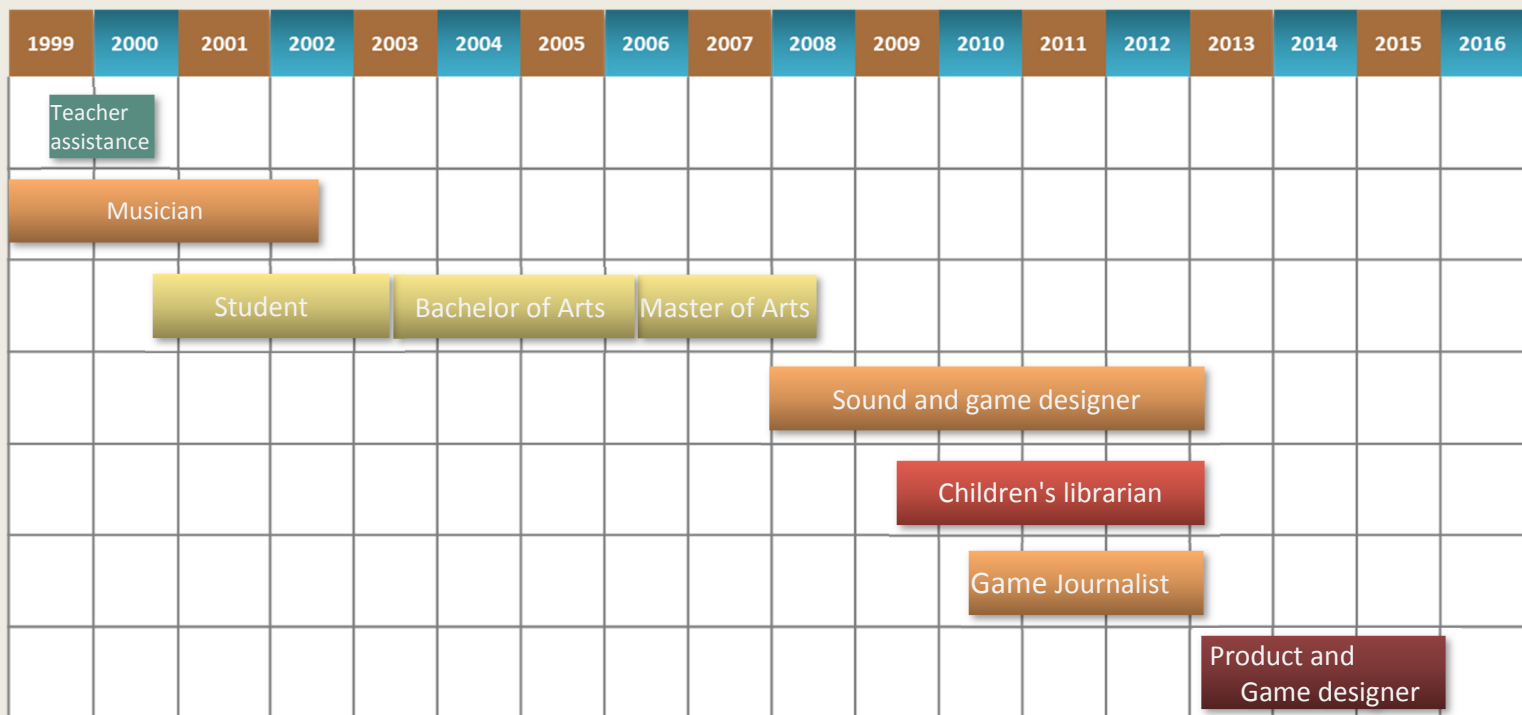 1999 2000 2001 2002 2003 2004 2005 2006 2007 2008 2009 2010 2011 2012 2013 2014 2015 2016
Teacher
assistance
Musician
Student Bachelor of Arts Master of Arts
Sound and game designer
Children's librarian
Game Journalist
Product and
Game designer